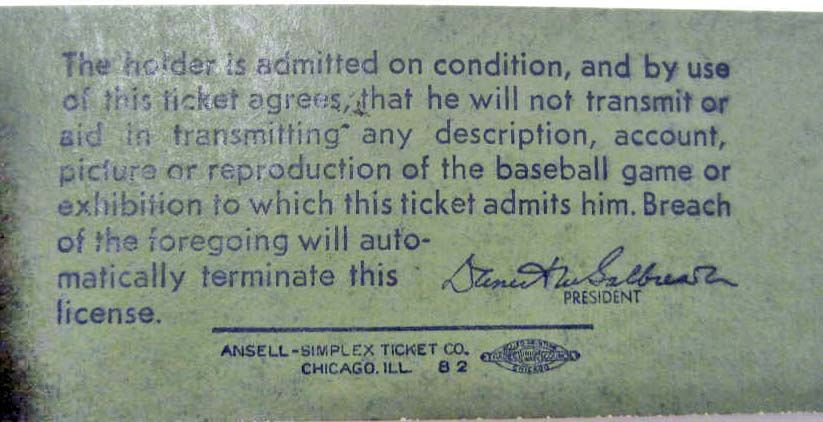 The holder is admitted on condition, and by use
of this ticket agrees, that he will not transmit or
aid in transmitting any description, account,
picture or reproduction of the baseball game or
exhibition to which this ticket admits him. Breach
of the foregoing will auto-
matically terminate this
license.
PRESIDENT
ANSELL-SIMPLEX TICKET CO.
CHICAGO, ILL. 82
CHICAGO